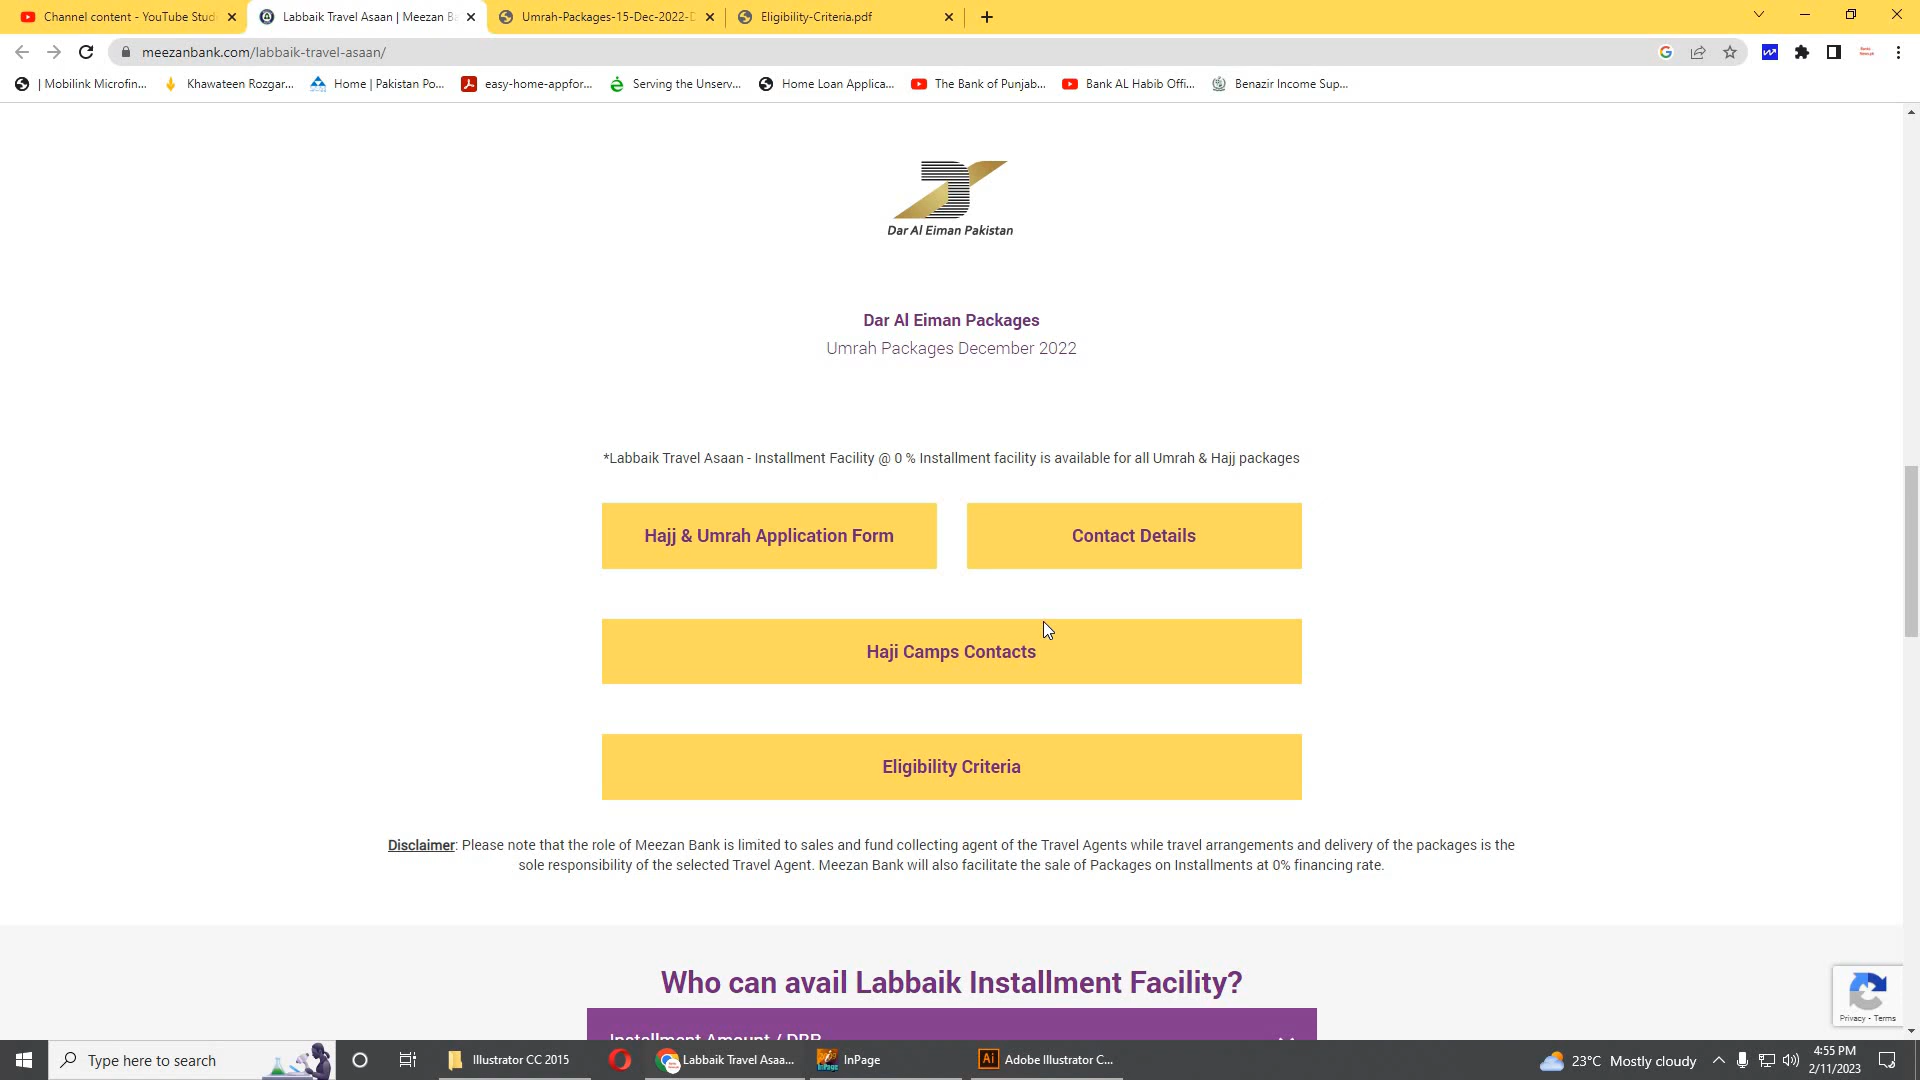 Channel content - YouTube Stud
Labbaik Travel Asaan | Meezan B
Umrah-Packages-15-Dec-2022-D
Eligibility-Criteria.pdf
meezanbank.com/labbaik-travel-asaan/
| Mobilink Microfin...
Khawateen Rozgar...
Home | Pakistan Po...
easy-home-appfor...
Serving the Unserv...
Home Loan Applica...
The Bank of Punjab...
Bank AL Habib Offi...
Benazir Income Sup...
Dar Al Eiman Pakistan
Dar Al Eiman Packages
Umrah Packages December 2022
*Labbaik Travel Asaan - Installment Facility @ 0 % Installment facility is available for all Umrah & Hajj packages
Hajj & Umrah Application Form
Contact Details
Haji Camps Contacts
Eligibility Criteria
Disclaimer: Please note that the role of Meezan Bank is limited to sales and fund collecting agent of the Travel Agents while travel arrangements and delivery of the packages is the
sole responsibility of the selected Travel Agent. Meezan Bank will also facilitate the sale of Packages on Installments at 0% financing rate.
Who can avail Labbaik Installment Facility?
Installment Amount / DBR
Privacy - Terms
Type here to search
Illustrator CC 2015
Labbaik Travel Asaa...
InPage
Ai
Adobe Illustrator C...
23°C Mostly cloudy
4:55 PM
2/11/2023